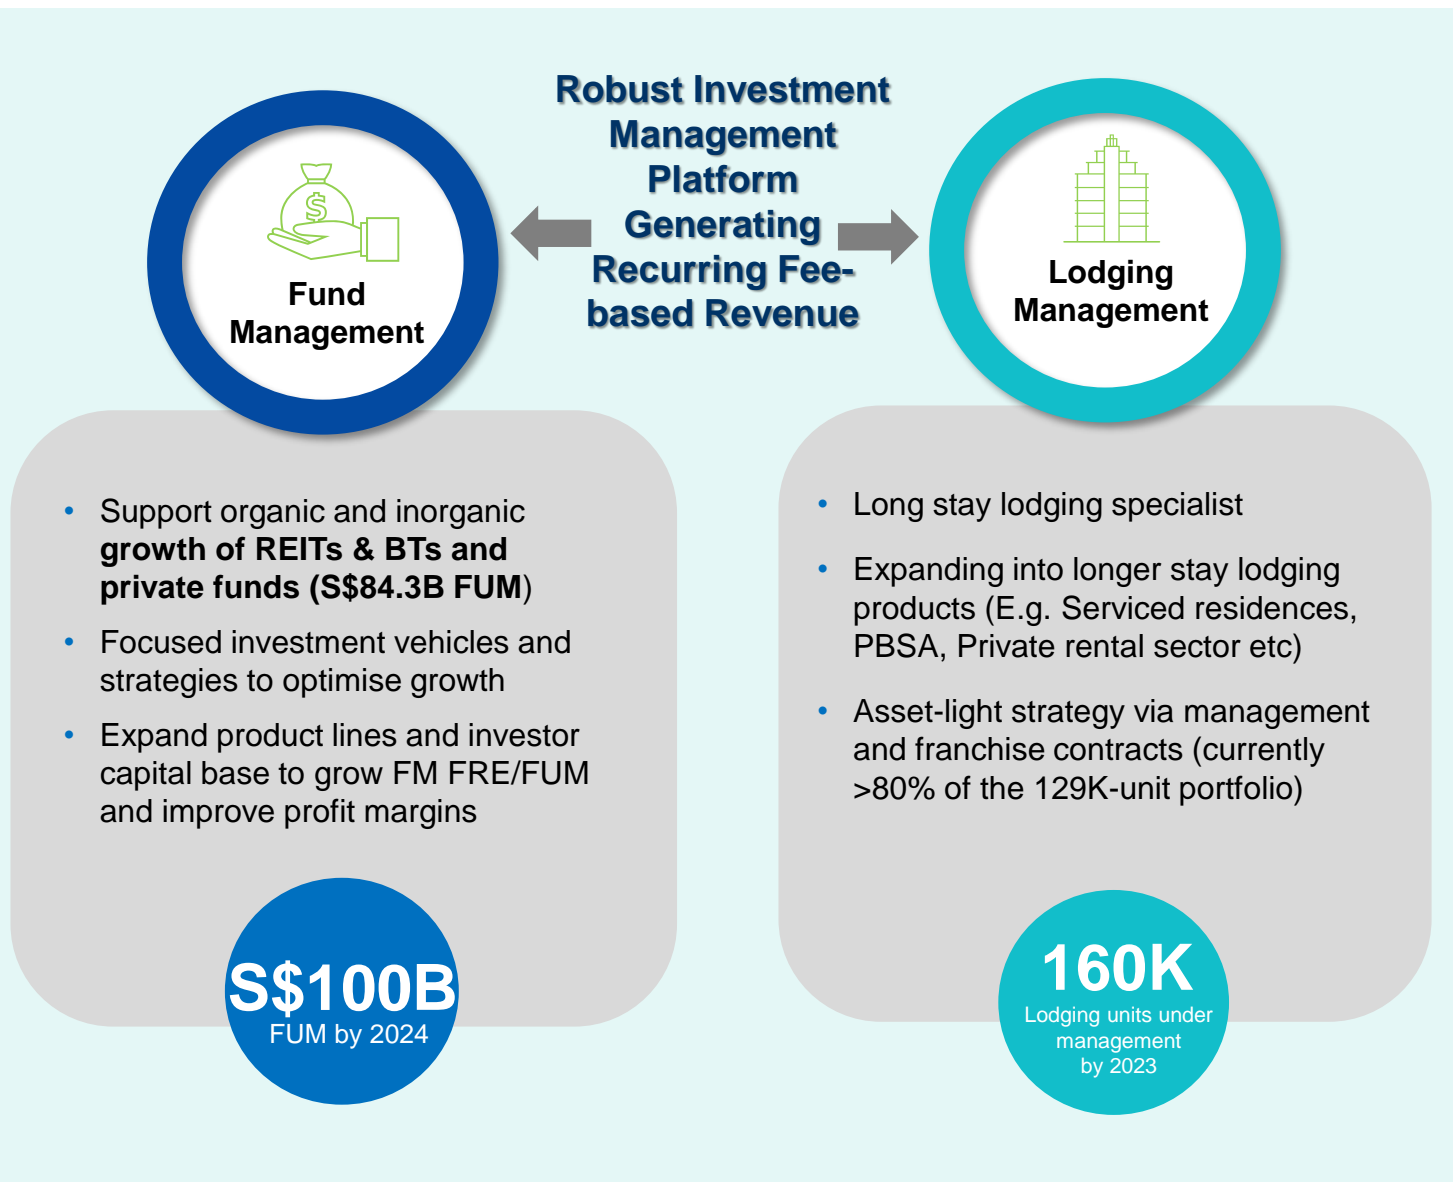 Robust Investment
Management
Platform
Generating
Recurring Fee-
based Revenue
$
Fund
Management
Lodging
Management
• Support organic and inorganic
growth of REITs & BTs and
private funds (S$84.3B FUM)
• Focused investment vehicles and
strategies to optimise growth
• Expand product lines and investor
capital base to grow FM FRE/FUM
and improve profit margins
S$100B
FUM by 2024
• Long stay lodging specialist
• Expanding into longer stay lodging
products (E.g. Serviced residences,
PBSA, Private rental sector etc)
• Asset-light strategy via management
and franchise contracts (currently
>80% of the 129K-unit portfolio)
160K
Lodging units under
management
by 2023